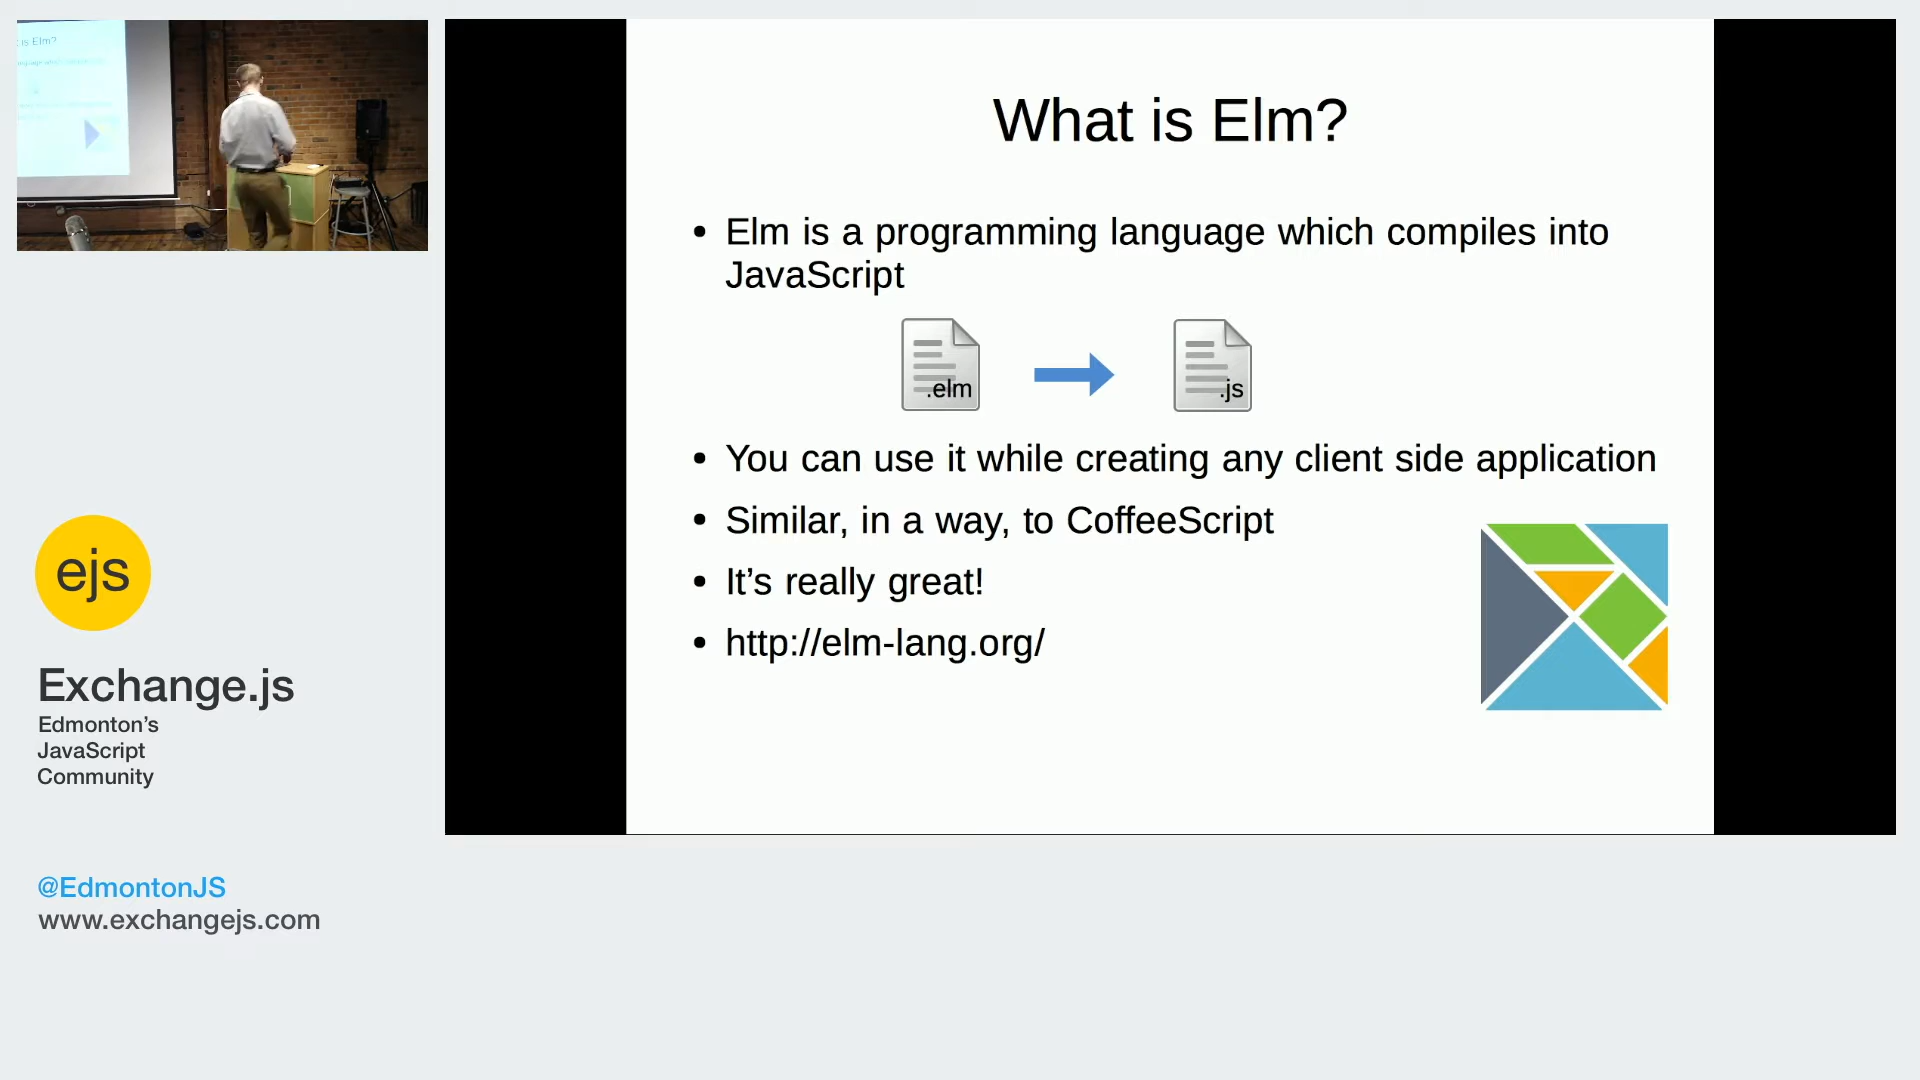 is Elm?
What is Elm?
• Elm is a programming language which compiles into
JavaScript
.elm
.js
• You can use it while creating any client side application
• Similar, in a way, to CoffeeScript
• It’s really great!
• http://elm-lang.org/
ejs
Exchange.js
Edmonton’s
JavaScript
Community
@EdmontonJS
www.exchangejs.com